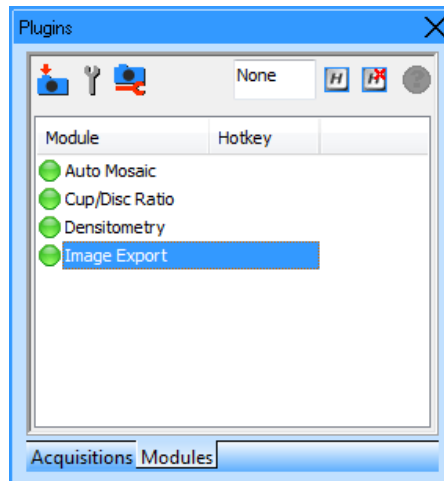 Plugins
None
H H
Module Hotkey
Auto Mosaic
Cup/Disc Ratio
Densitometry
Image Export
Acquisitions Modules